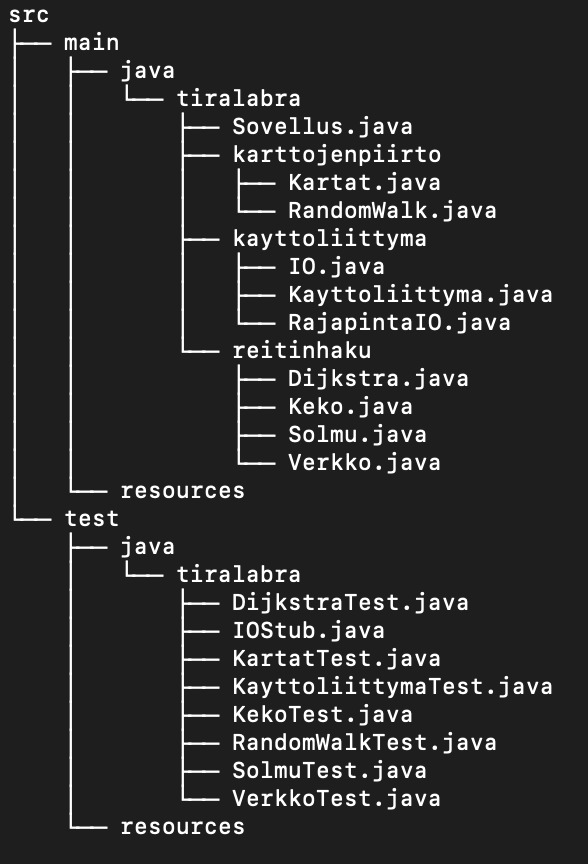 src
├── main
│   ├── java
│   │   └── tiralabra
│   │       ├── Sovellus.java
│   │       ├── karttojenpiirto
│   │       │   ├── Kartat.java
│   │       │   └── RandomWalk.java
│   │       ├── kayttoliittyma
│   │       │   ├── IO.java
│   │       │   ├── Kayttoliittyma.java
│   │       │   └── RajapintaIO.java
│   │       └── reitinhaku
│   │           ├── Dijkstra.java
│   │           ├── Keko.java
│   │           ├── Solmu.java
│   │           └── Verkko.java
│   └── resources
└── test
    ├── java
    │   └── tiralabra
    │       ├── DijkstraTest.java
    │       ├── IOStub.java
    │       ├── KartatTest.java
    │       ├── KayttoliittymaTest.java
    │       ├── KekoTest.java
    │       ├── RandomWalkTest.java
    │       ├── SolmuTest.java
    │       └── VerkkoTest.java
    └── resources